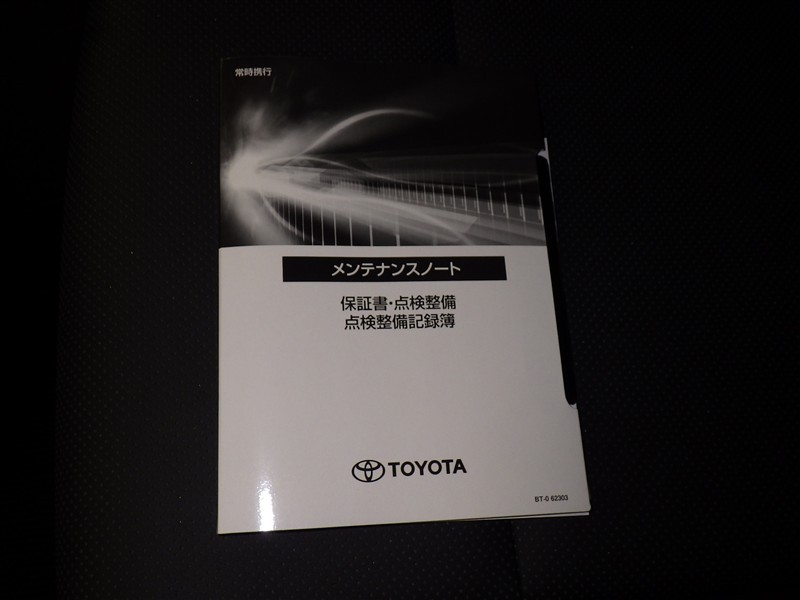 常時携行
メンテナンスノート
保証書・点検整備
点検整備記録簿
TOYOTA
BT-0 62303